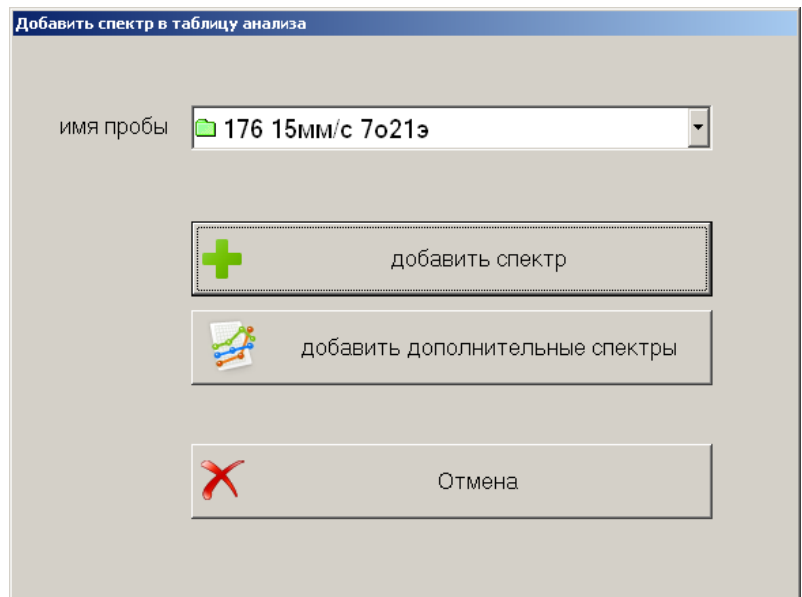 Добавить спектр в таблицу анализа
имя пробы
176 15мм/с 7о21э
добавить спектр
добавить дополнительные спектры
Отмена